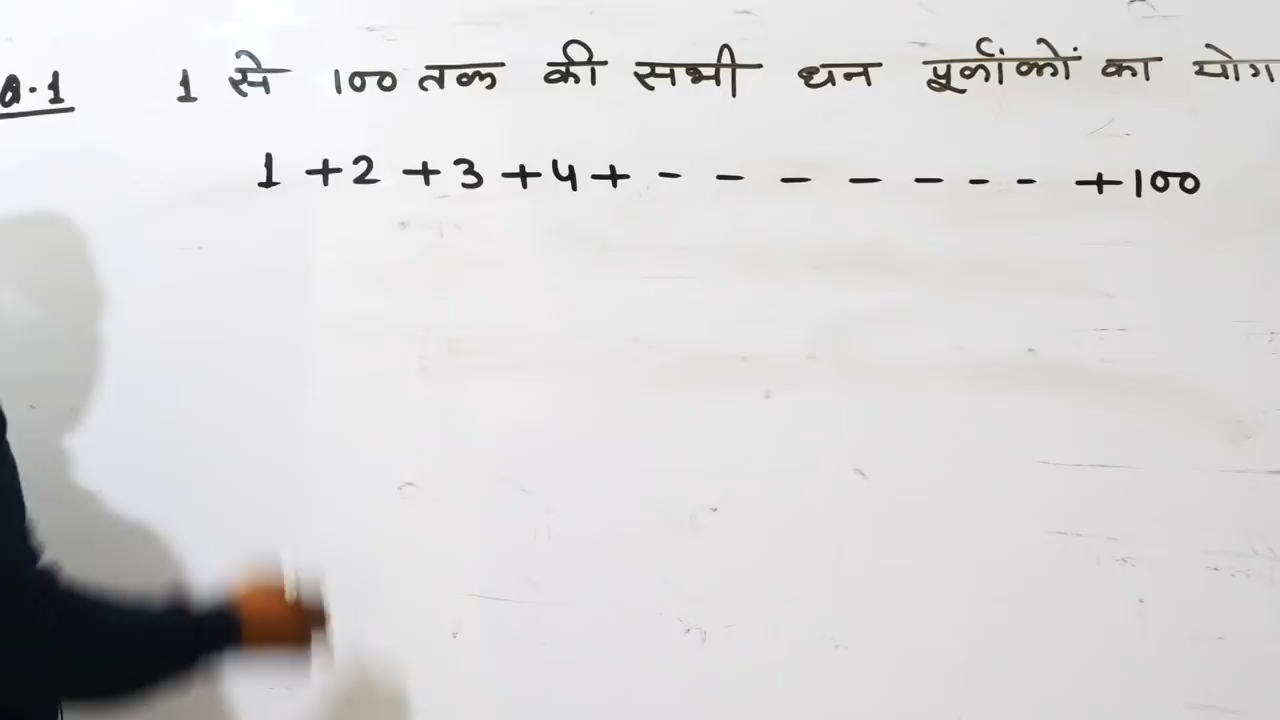 Q.1 1 से 100 तक की सभी धन पूर्णांकों का योग
1 + 2 + 3 + 4 + - - - - - - - + 100